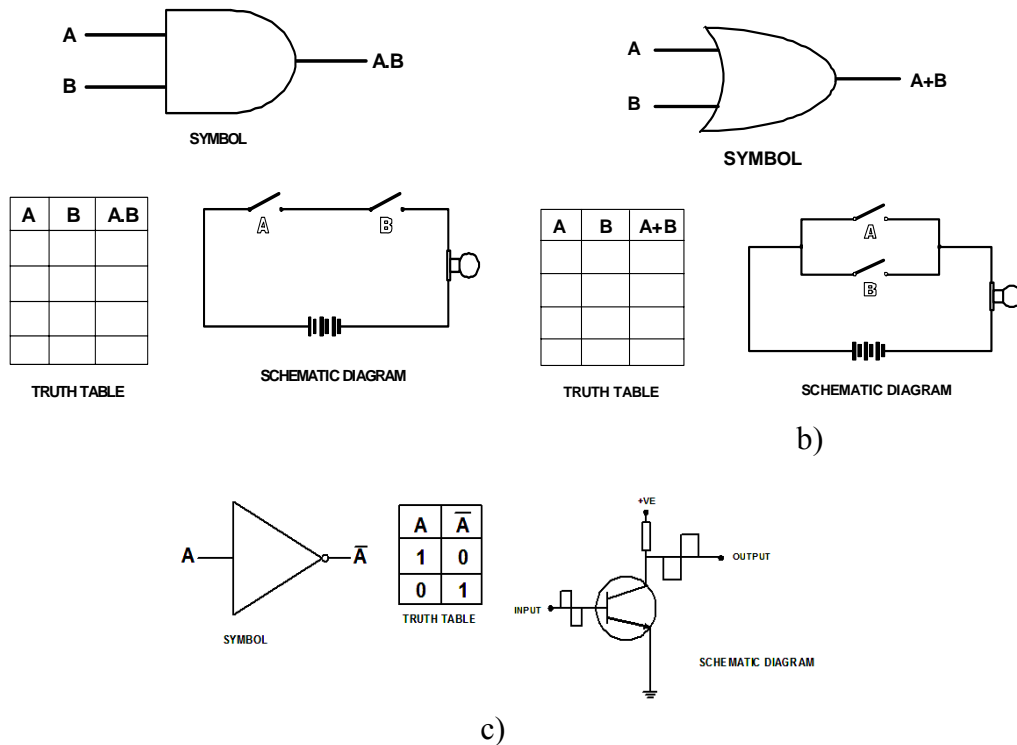 A
B
A.B
SYMBOL
A B A.B
A
B
TRUTH TABLE
SCHEMATIC DIAGRAM
A
B
A+B
SYMBOL
A B A+B
A
B
TRUTH TABLE
SCHEMATIC DIAGRAM
b)
A
A̅
SYMBOL
A A̅
1 0
0 1
TRUTH TABLE
+VE
OUTPUT
INPUT
SCHEMATIC DIAGRAM
c)